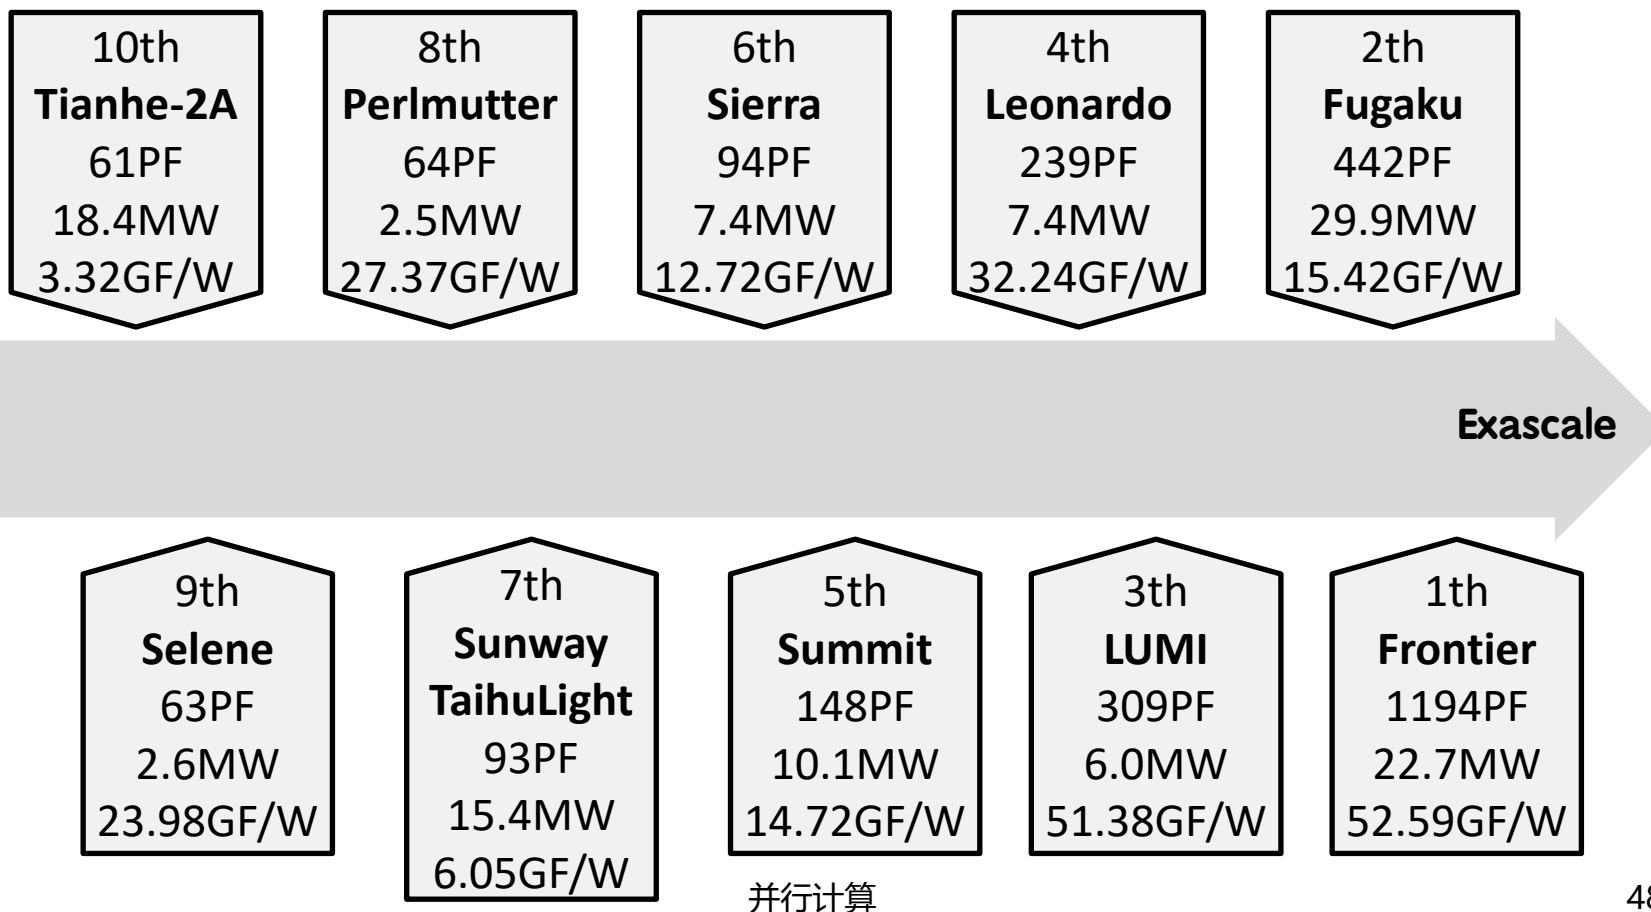 10th
Tianhe-2A
61PF
18.4MW
3.32GF/W
8th
Perlmutter
64PF
2.5MW
27.37GF/W
6th
Sierra
94PF
7.4MW
12.72GF/W
4th
Leonardo
239PF
7.4MW
32.24GF/W
2th
Fugaku
442PF
29.9MW
15.42GF/W
Exascale
9th
Selene
63PF
2.6MW
23.98GF/W
7th
Sunway
TaihuLight
93PF
15.4MW
6.05GF/W
5th
Summit
148PF
10.1MW
14.72GF/W
3th
LUMI
309PF
6.0MW
51.38GF/W
1th
Frontier
1194PF
22.7MW
52.59GF/W
并行计算
48